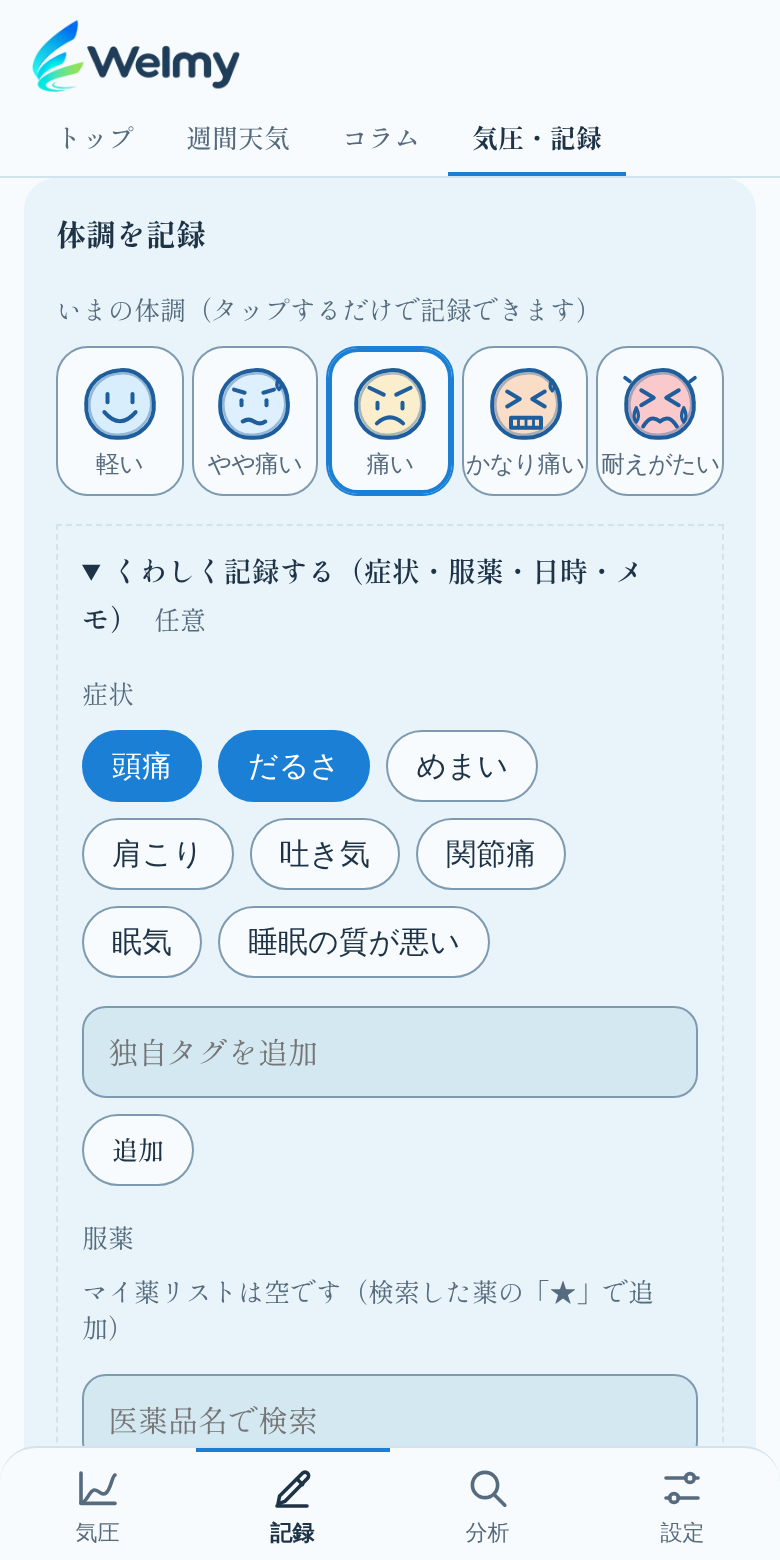 Welmy
トップ 週間天気 コラム 気圧・記録
体調を記録
いまの体調（タップするだけで記録できます）
軽い やや痛い 痛い かなり痛い 耐えがたい
▼ くわしく記録する（症状・服薬・日時・メ
モ） 任意
症状
頭痛 だるさ めまい
肩こり 吐き気 関節痛
眠気 睡眠の質が悪い
独自タグを追加
追加
服薬
マイ薬リストは空です（検索した薬の「★」で追
加）
医薬品名で検索
気圧 記録 分析 設定